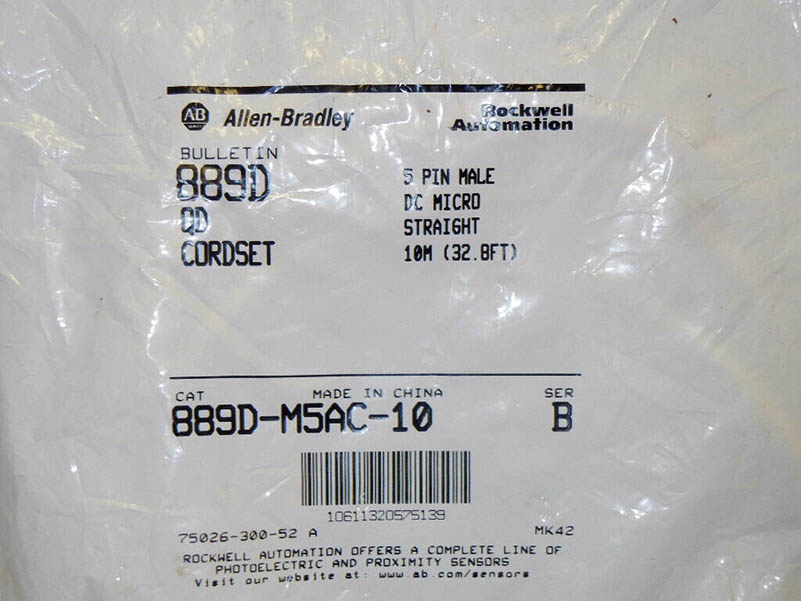 AB Allen-Bradley Rockwell Automation
BULLETIN
889D 5 PIN MALE
QD DC MICRO
CORDSET STRAIGHT
10M (32.8FT)
CAT MADE IN CHINA SER
889D-M5AC-10 B
10611320575139
75026-300-52 A MK42
ROCKWELL AUTOMATION OFFERS A COMPLETE LINE OF
PHOTOELECTRIC AND PROXIMITY SENSORS
Visit our website at: www.ab.com/sensors